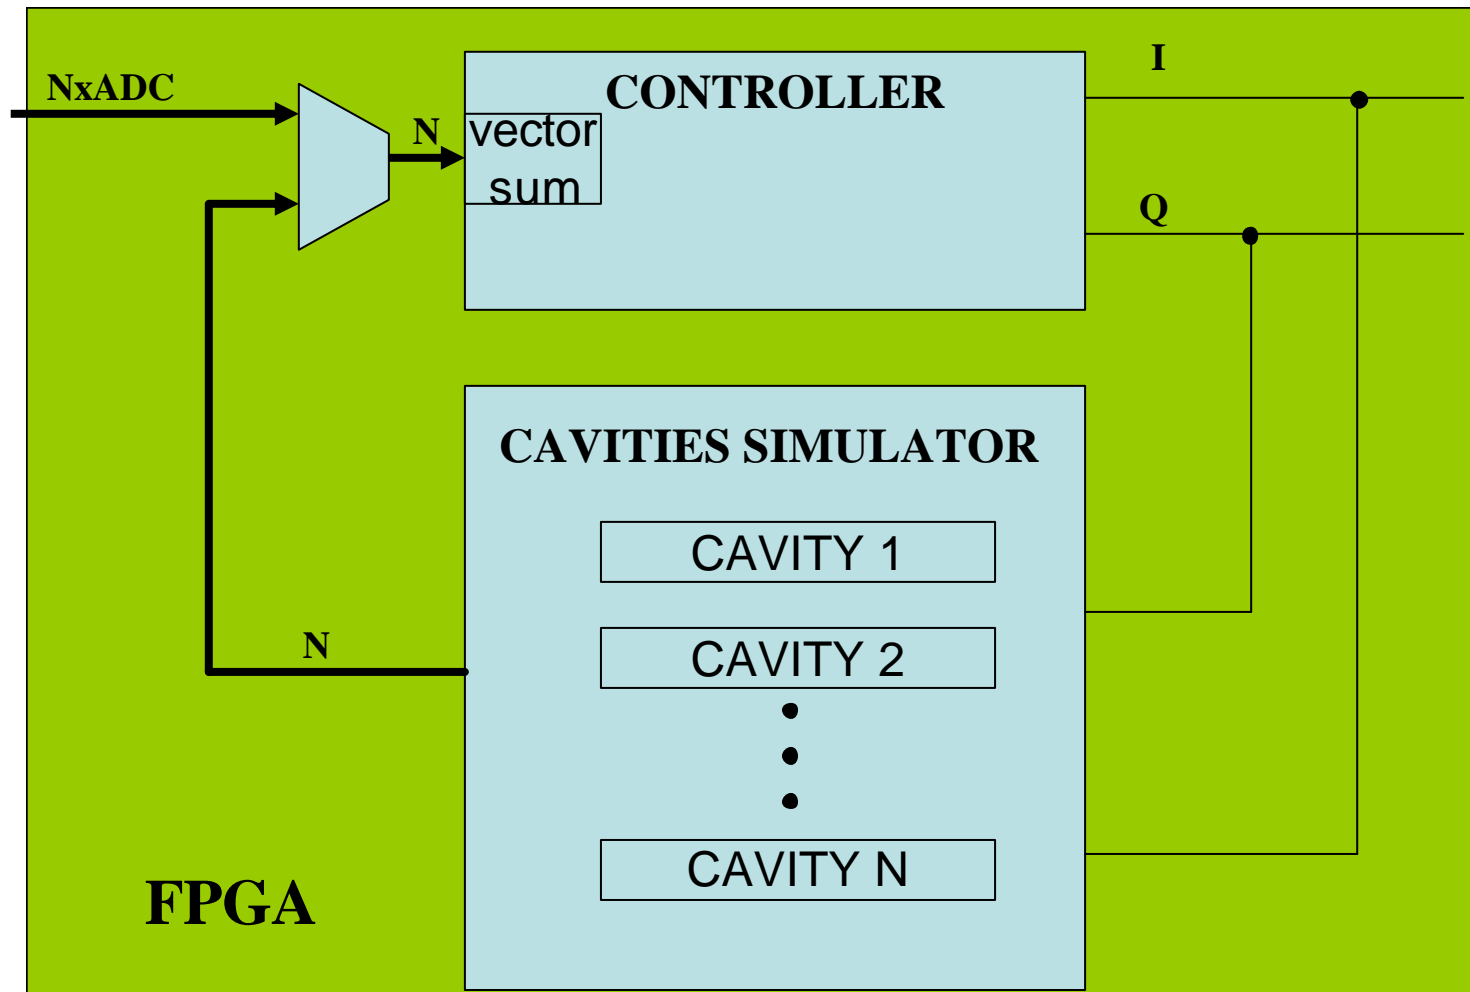 NxADC
N
CONTROLLER
vector
sum
I
Q
CAVITIES SIMULATOR
CAVITY 1
CAVITY 2
CAVITY N
N
FPGA